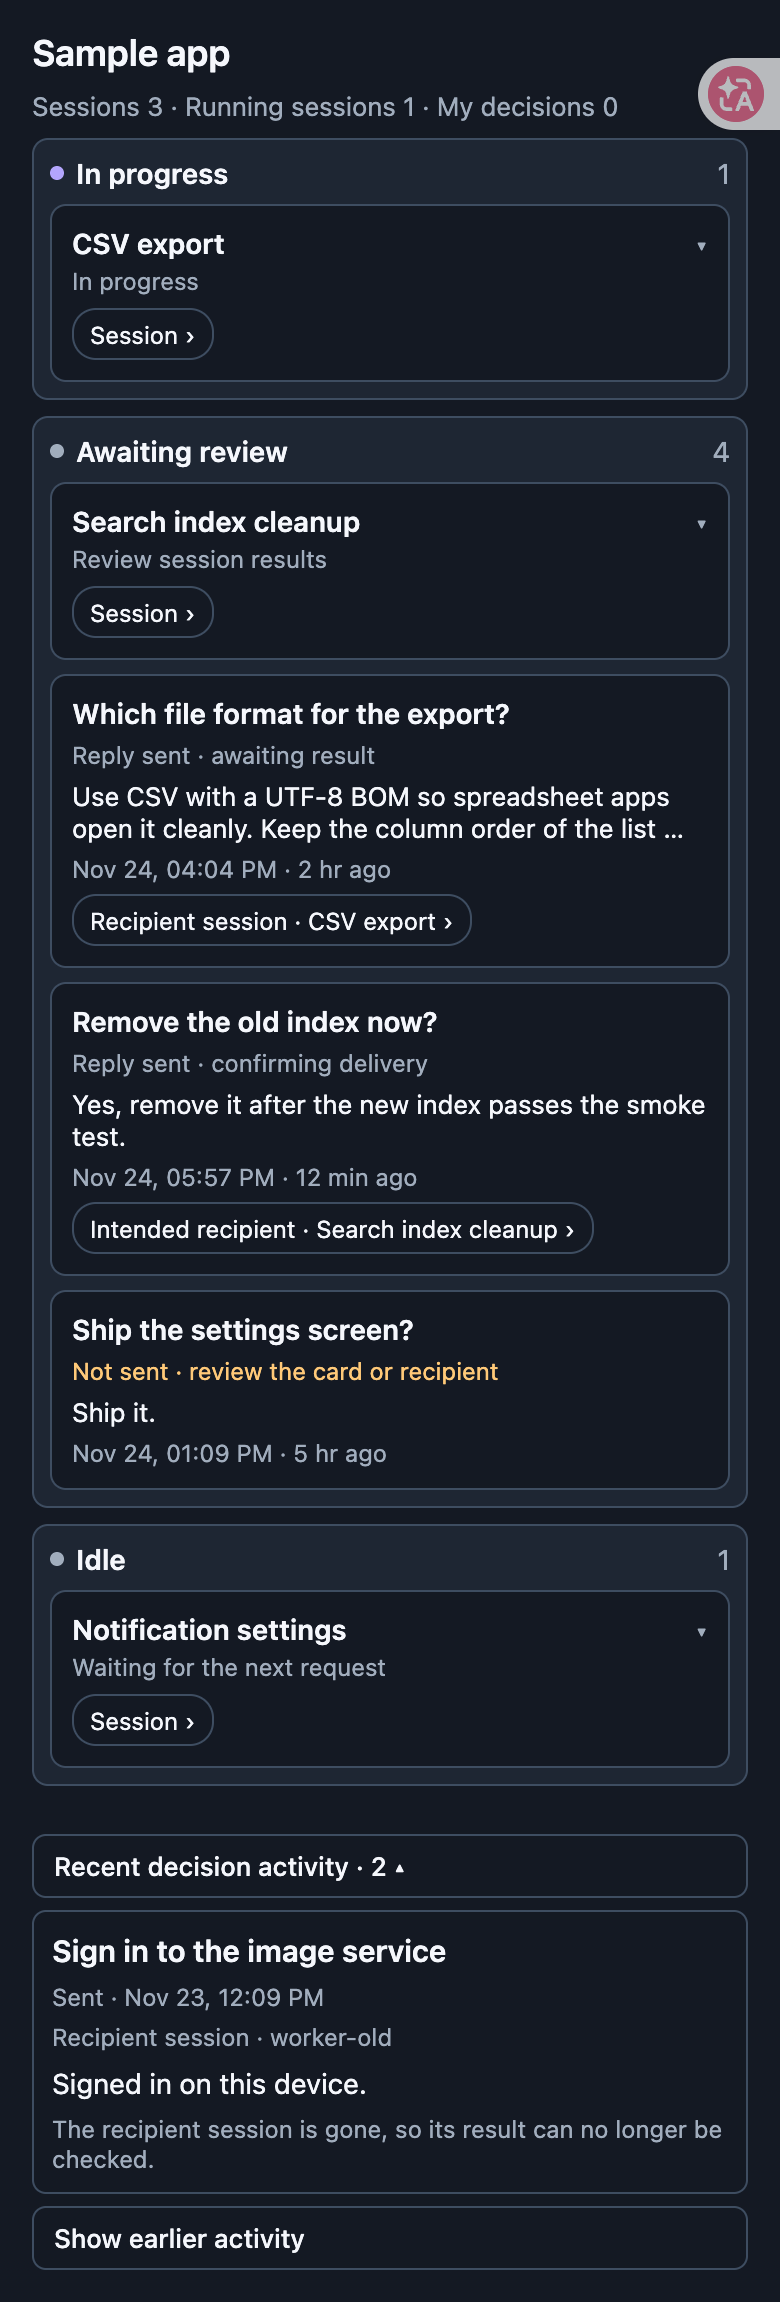 Sample app
Sessions 3 · Running sessions 1 · My decisions 0
In progress 1
CSV export ▾
In progress
Session ›
Awaiting review 4
Search index cleanup ▾
Review session results
Session ›
Which file format for the export?
Reply sent · awaiting result
Use CSV with a UTF-8 BOM so spreadsheet apps
open it cleanly. Keep the column order of the list ...
Nov 24, 04:04 PM · 2 hr ago
Recipient session · CSV export ›
Remove the old index now?
Reply sent · confirming delivery
Yes, remove it after the new index passes the smoke
test.
Nov 24, 05:57 PM · 12 min ago
Intended recipient · Search index cleanup ›
Ship the settings screen?
Not sent · review the card or recipient
Ship it.
Nov 24, 01:09 PM · 5 hr ago
Idle 1
Notification settings ▾
Waiting for the next request
Session ›
Recent decision activity · 2 ▴
Sign in to the image service
Sent · Nov 23, 12:09 PM
Recipient session · worker-old
Signed in on this device.
The recipient session is gone, so its result can no longer be
checked.
Show earlier activity